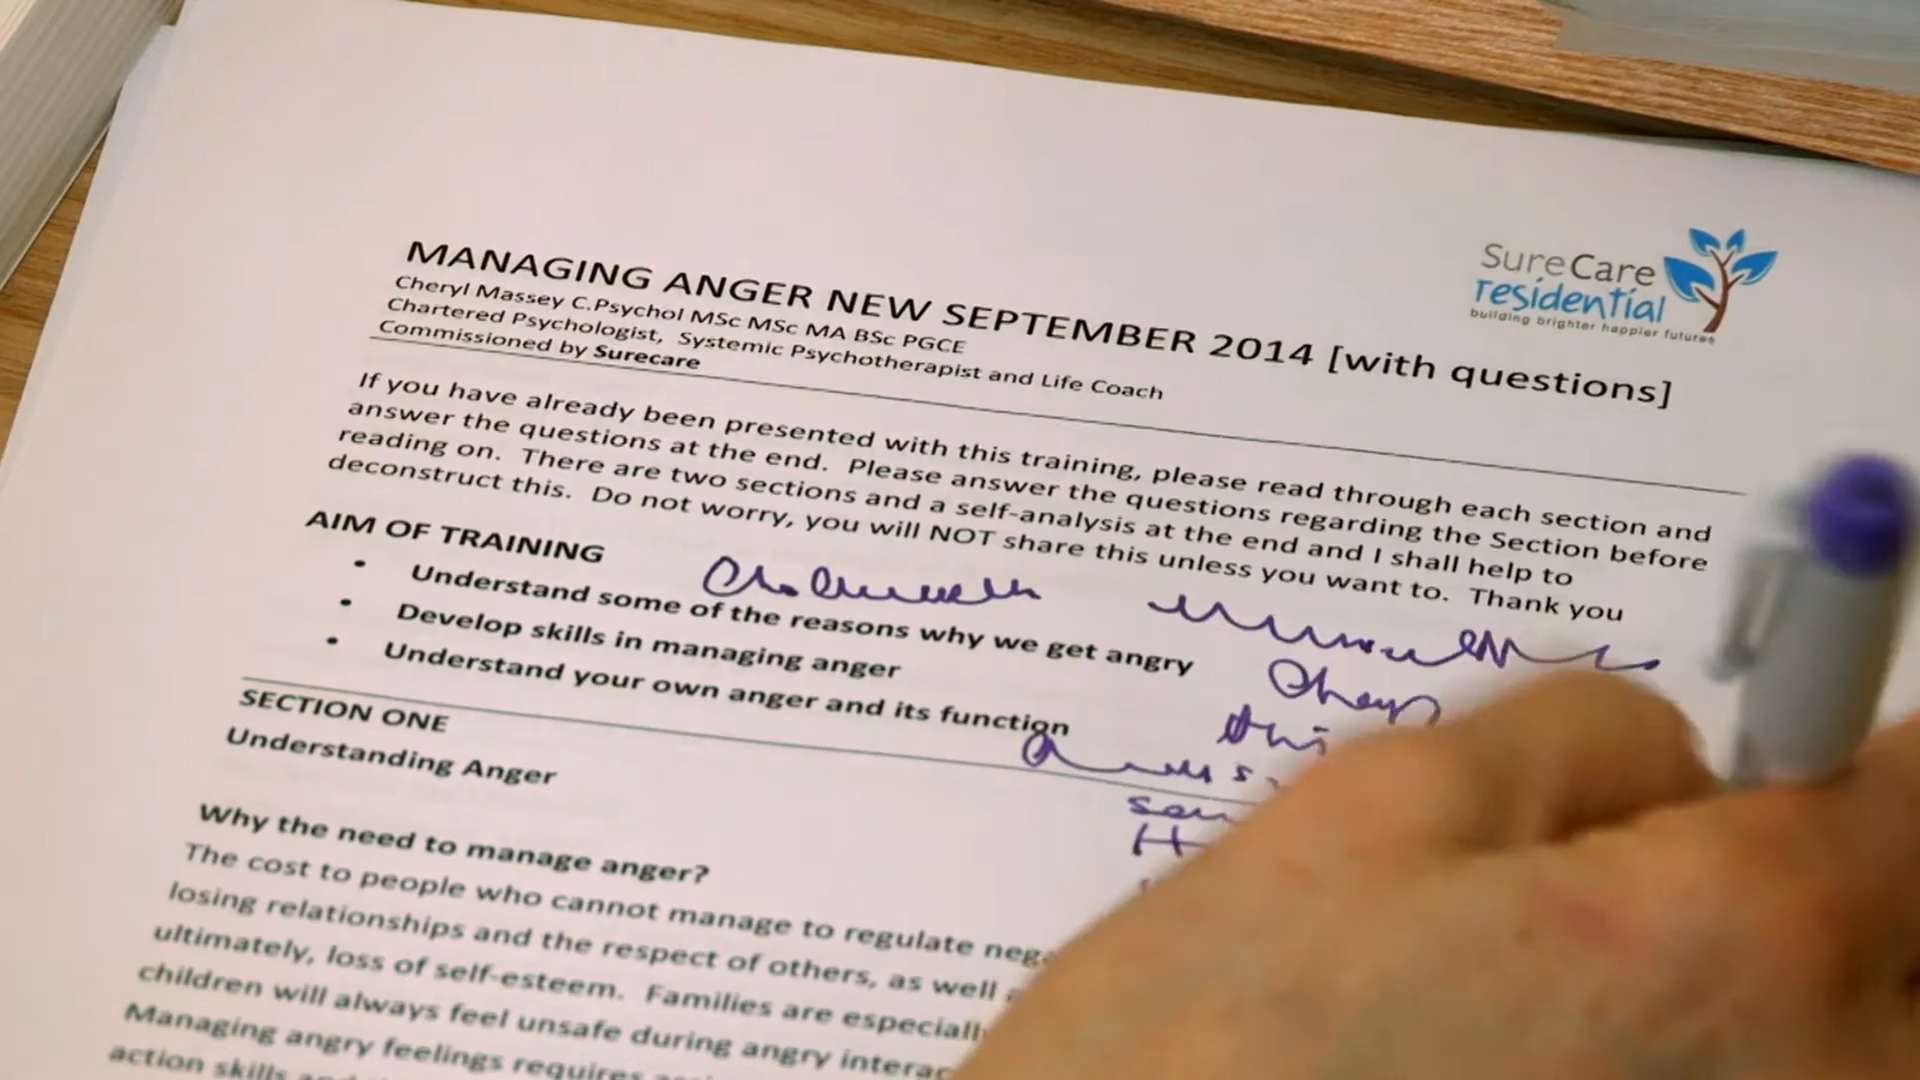 SureCare
residential
building brighter happier futures
MANAGING ANGER NEW SEPTEMBER 2014 [with questions]
Cheryl Massey C.Psychol MSc MSc MA BSc PGCE
Chartered Psychologist, Systemic Psychotherapist and Life Coach
Commissioned by Surecare
If you have already been presented with this training, please read through each section and
answer the questions at the end. Please answer the questions regarding the Section before
reading on. There are two sections and a self-analysis at the end and I shall help to
deconstruct this. Do not worry, you will NOT share this unless you want to. Thank you
AIM OF TRAINING
• Understand some of the reasons why we get angry
• Develop skills in managing anger
• Understand your own anger and its function
this
SECTION ONE
Understanding Anger
Why the need to manage anger?
The cost to people who cannot manage to regulate
losing relationships and the respect of others, as well
ultimately, loss of self-esteem. Families are
children will always feel unsafe during angry
Managing angry feelings requires
action skills